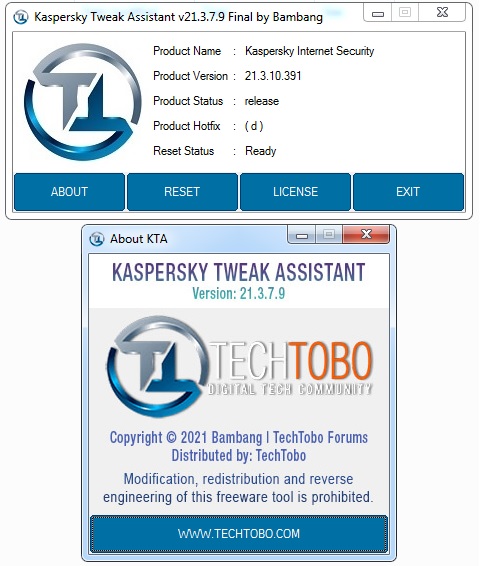 Kaspersky Tweak Assistant v21.3.7.9 Final by Bambang
Product Name : Kaspersky Internet Security
Product Version : 21.3.10.391
Product Status : release
Product Hotfix : ( d )
Reset Status : Ready
ABOUT RESET LICENSE EXIT
About KTA
KASPERSKY TWEAK ASSISTANT
Version: 21.3.7.9
TECHTOBO
DIGITAL TECH COMMUNITY
Copyright © 2021 Bambang | TechTobo Forums
Distributed by: TechTobo
Modification, redistribution and reverse
engineering of this freeware tool is prohibited.
WWW.TECHTOBO.COM